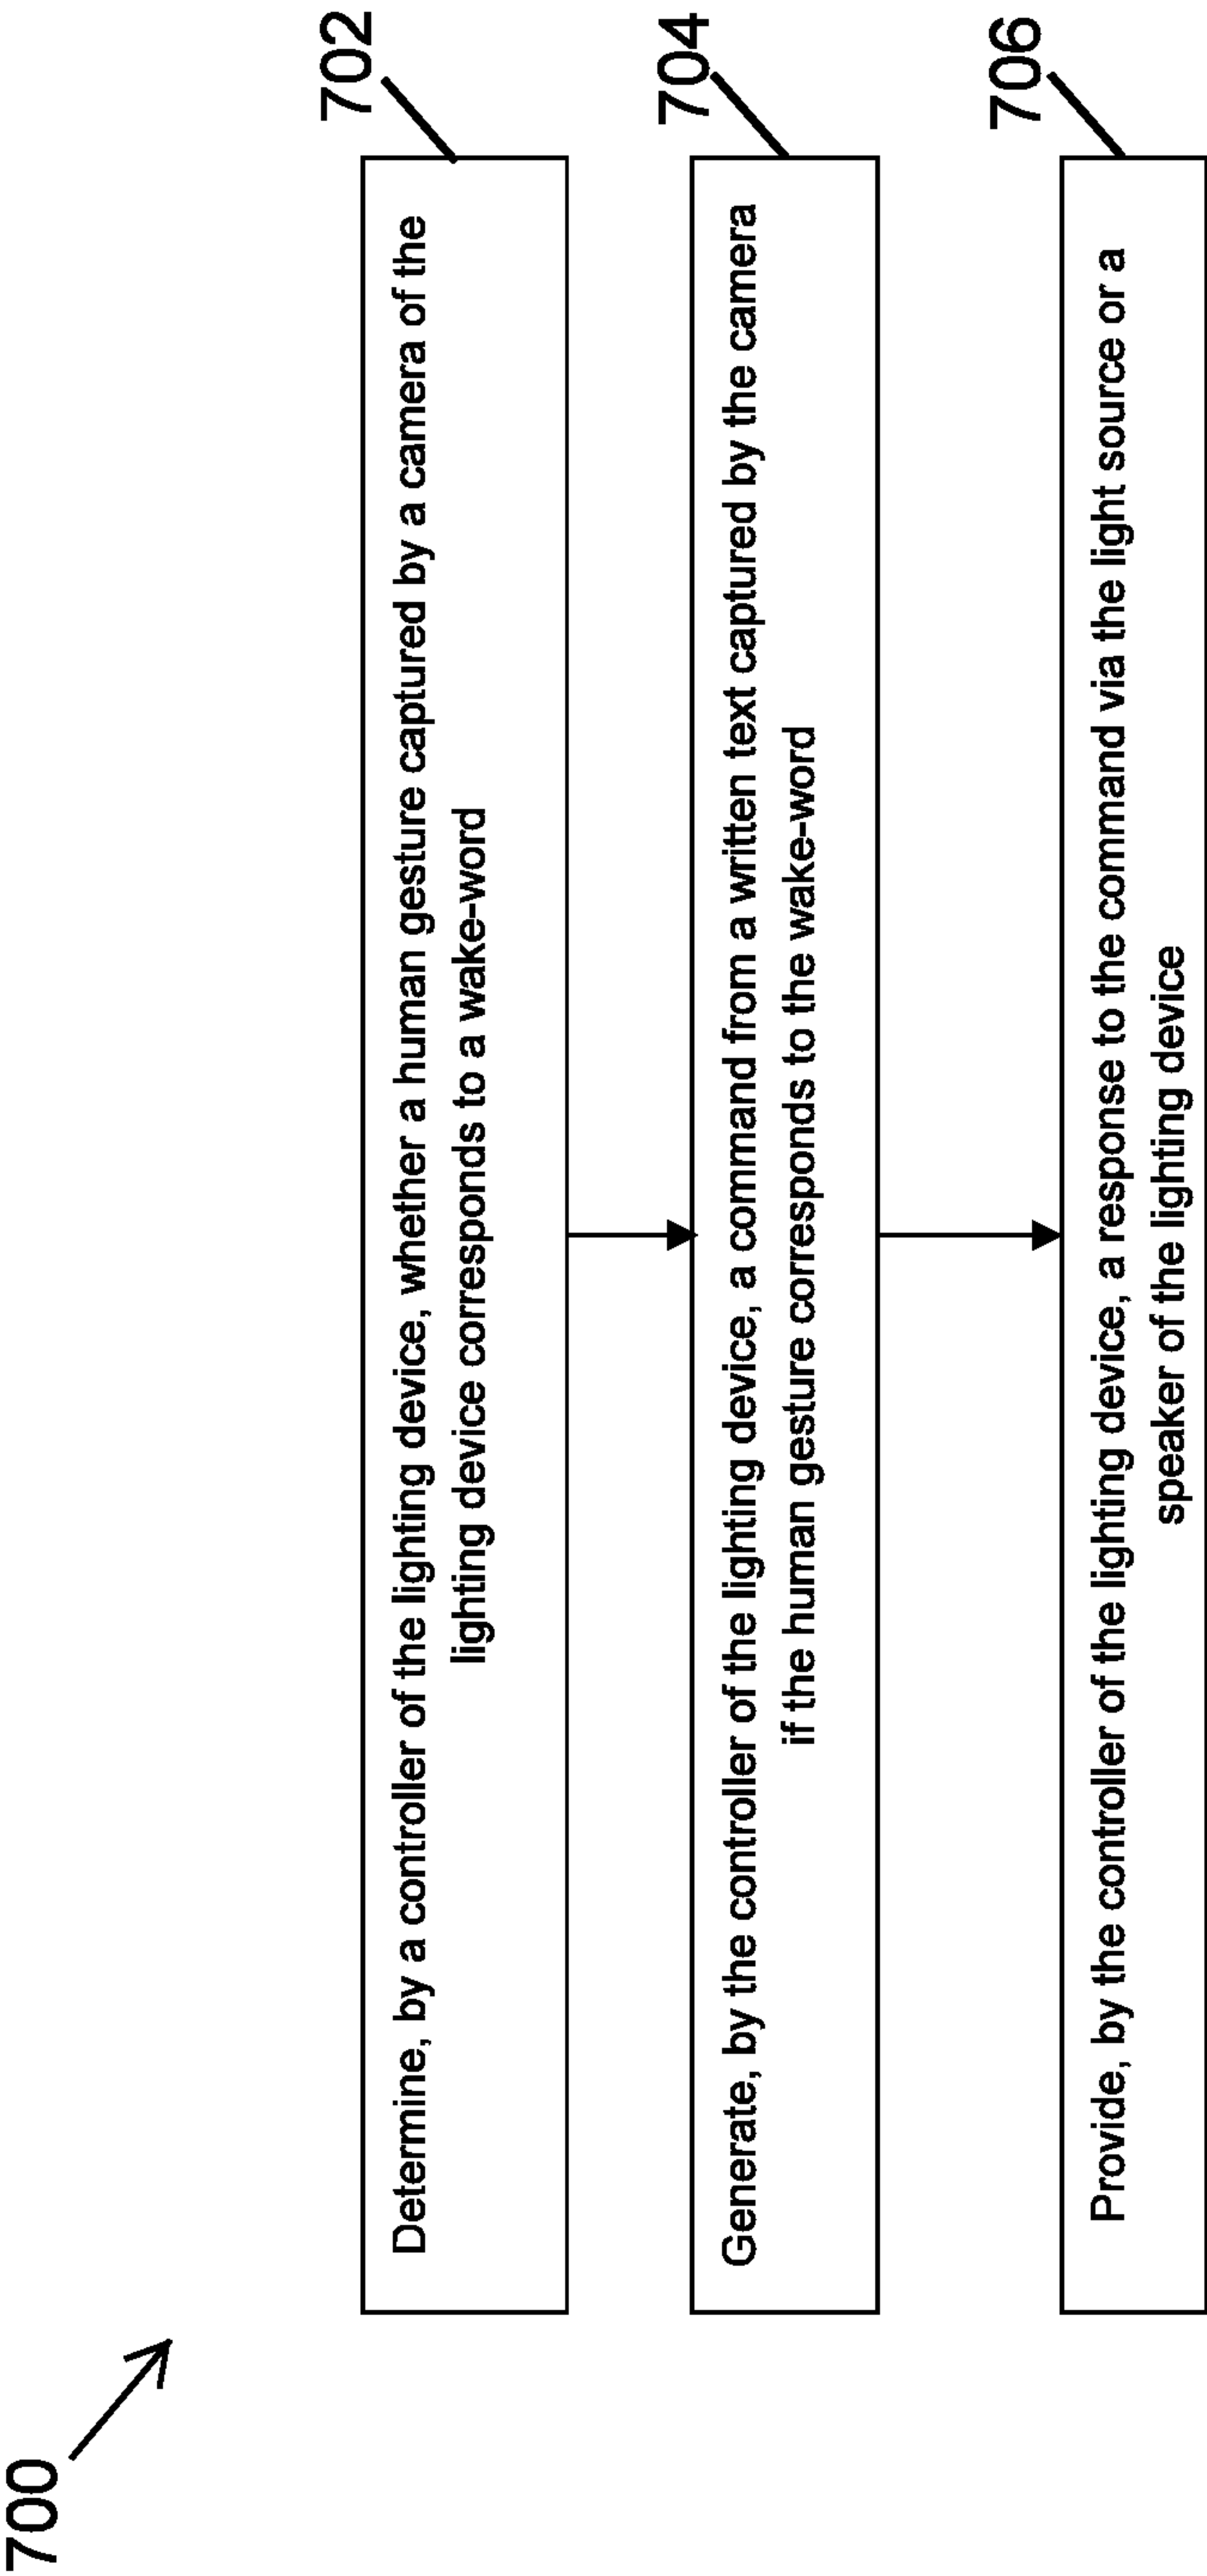 700
702
Determine, by a controller of the lighting device, whether a human gesture captured by a camera of the
lighting device corresponds to a wake-word
704
Generate, by the controller of the lighting device, a command from a written text captured by the camera
if the human gesture corresponds to the wake-word
706
Provide, by the controller of the lighting device, a response to the command via the light source or a
speaker of the lighting device